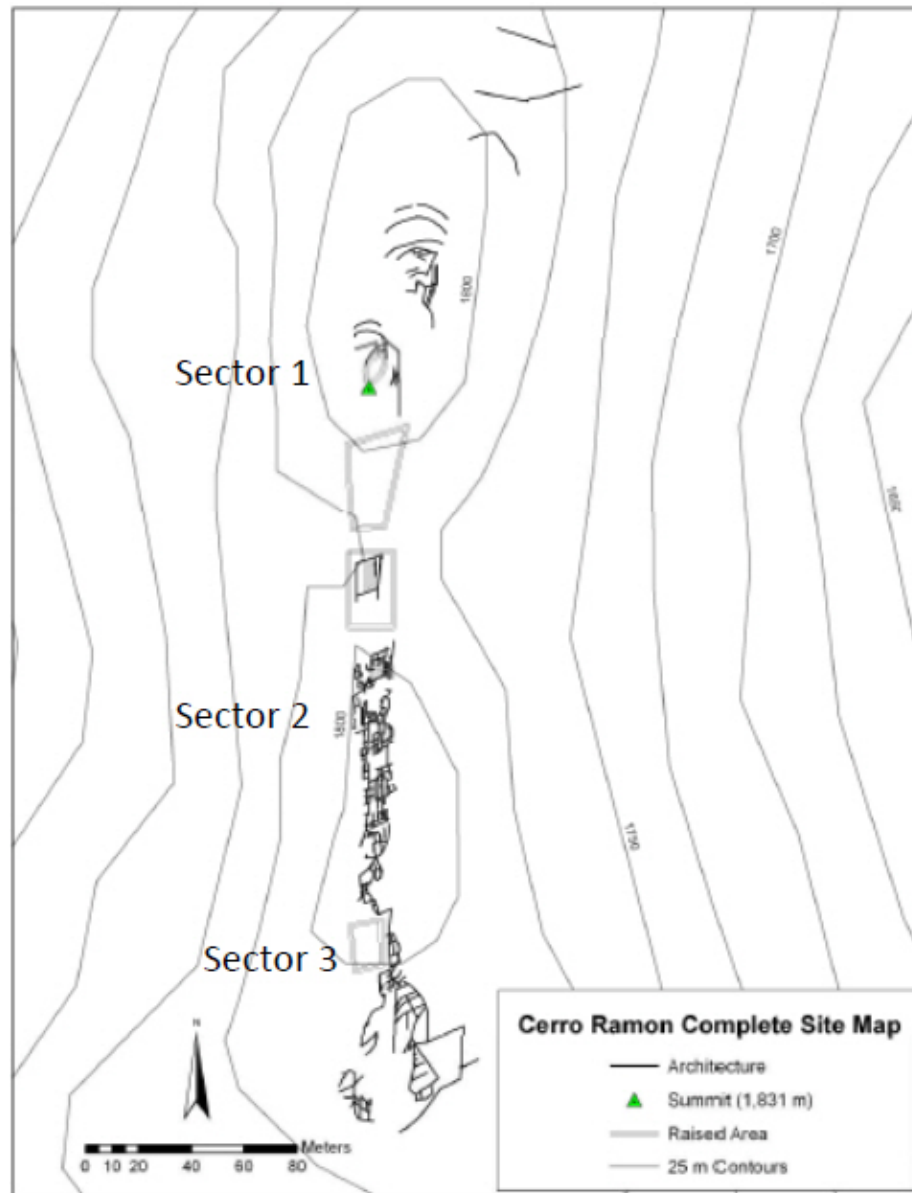 1700
1800
Sector 1
Sector 2
1800
1750
Sector 3
N
Meters
0 10 20 40 60 80
Cerro Ramon Complete Site Map
Architecture
Summit (1,831 m)
Raised Area
25 m Contours